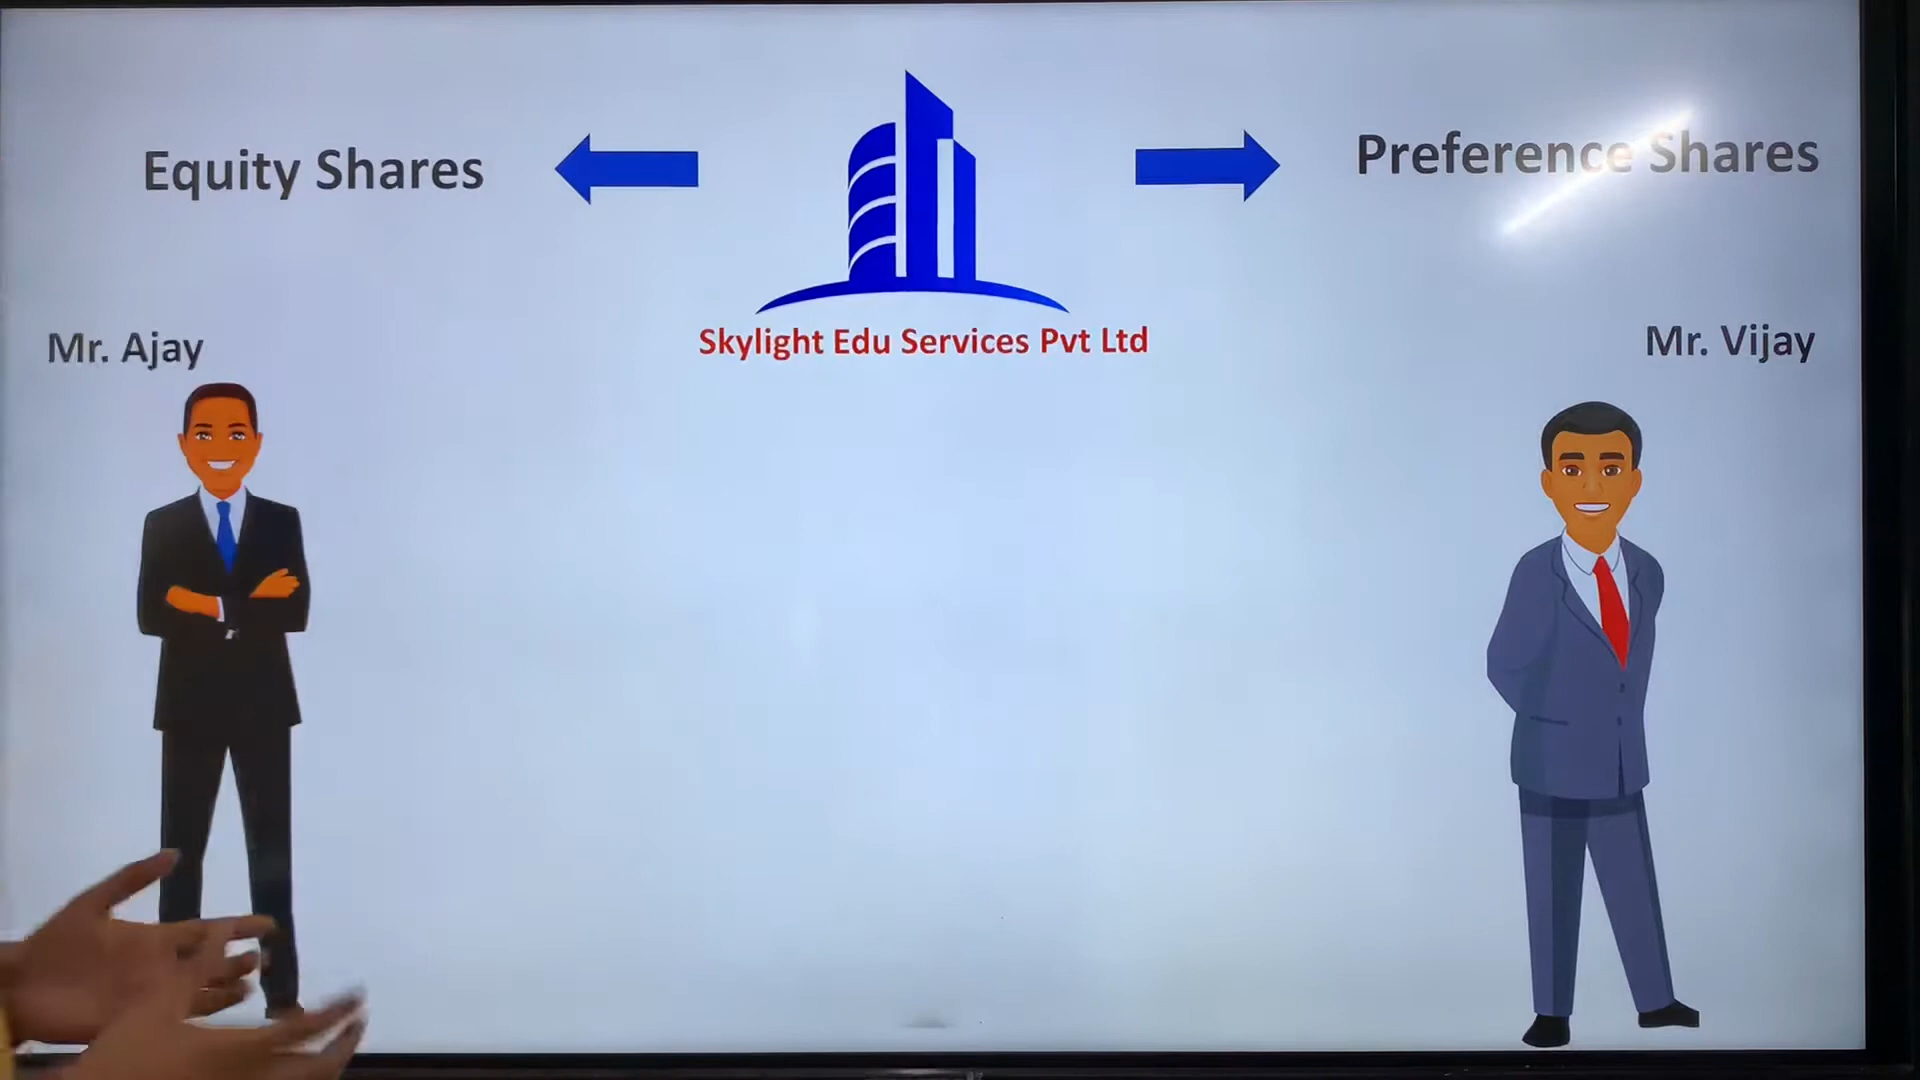 Equity Shares
Preference Shares
Skylight Edu Services Pvt Ltd
Mr. Ajay
Mr. Vijay